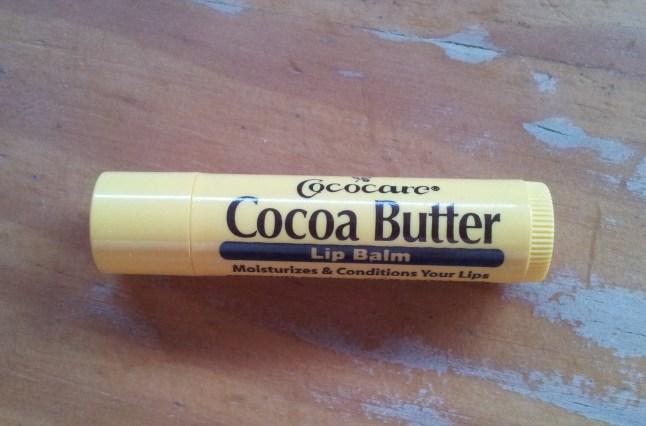 Cococare®
Cocoa Butter
Lip Balm
Moisturizes & Conditions Your Lips